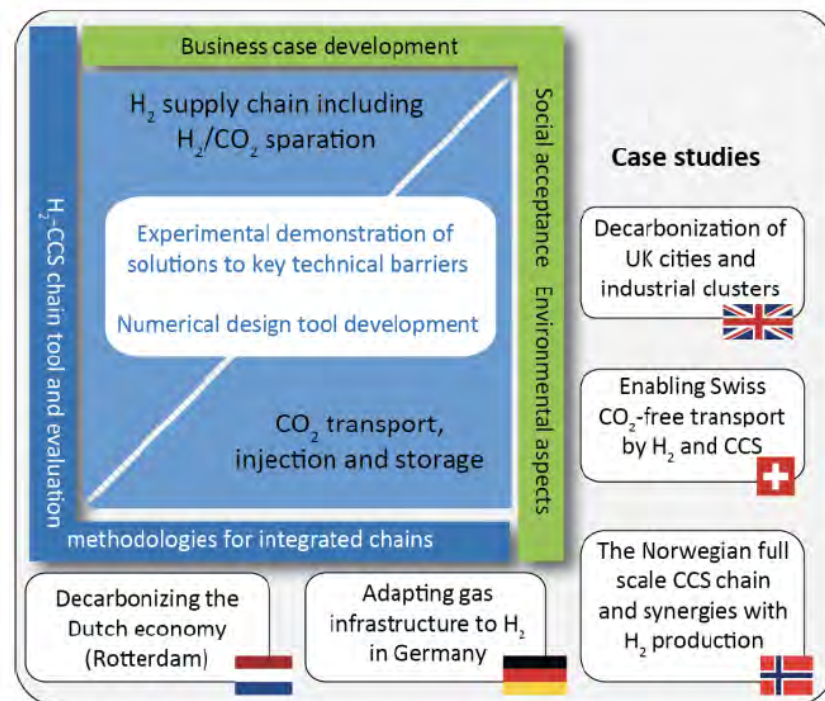 Business case development
H₂ supply chain including
H₂/CO₂ sparation
Experimental demonstration of
solutions to key technical barriers
Numerical design tool development
CO₂ transport,
injection and storage
H₂-CCS chain tool and evaluation
methodologies for integrated chains
Social acceptance Environmental aspects
Case studies
Decarbonization of
UK cities and
industrial clusters
Enabling Swiss
CO₂-free transport
by H₂ and CCS
The Norwegian full
scale CCS chain
and synergies with
H₂ production
Decarbonizing the
Dutch economy
(Rotterdam)
Adapting gas
infrastructure to H₂
in Germany